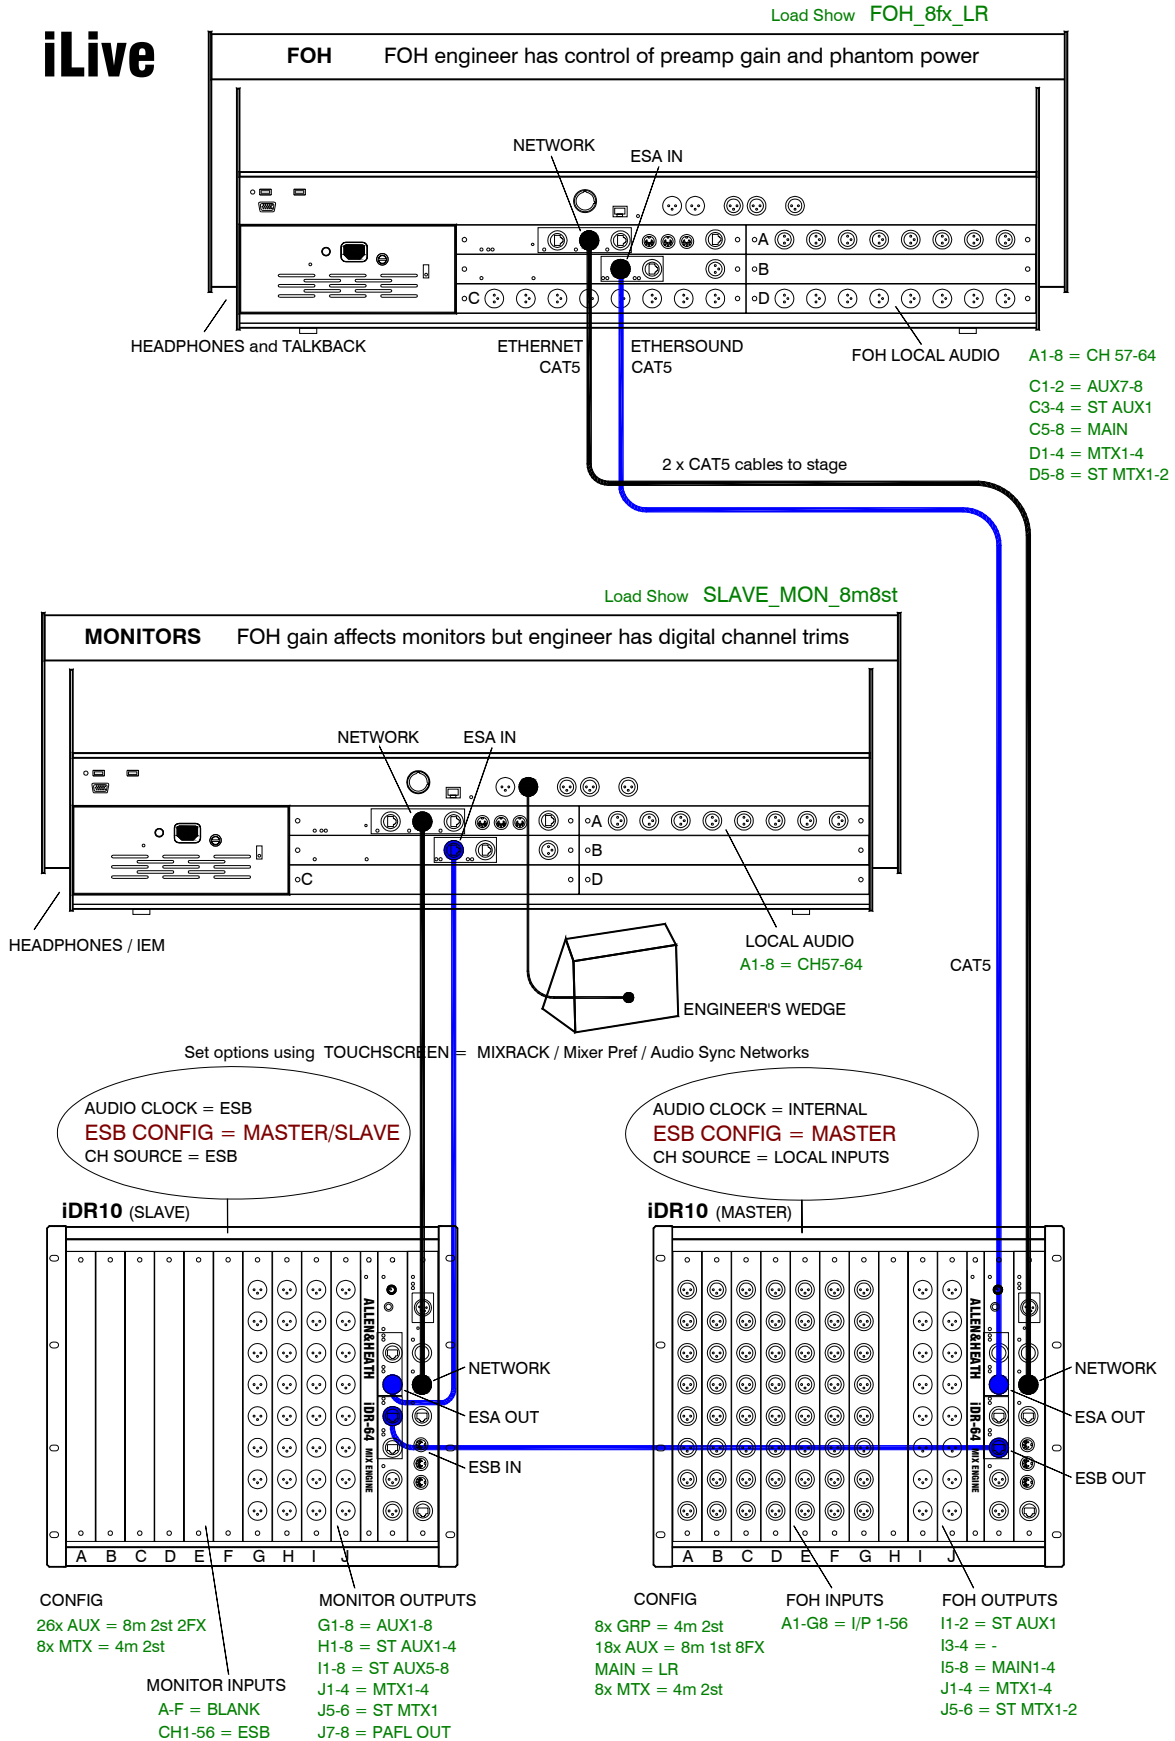 Load Show FOH_8fx_LR
iLive
FOH FOH engineer has control of preamp gain and phantom power
NETWORK
ESA IN
A
B
C
D
HEADPHONES and TALKBACK
ETHERNET
CAT5
ETHERSOUND
CAT5
FOH LOCAL AUDIO
A1-8 = CH 57-64
C1-2 = AUX7-8
C3-4 = ST AUX1
C5-8 = MAIN
D1-4 = MTX1-4
D5-8 = ST MTX1-2
2 x CAT5 cables to stage
Load Show SLAVE_MON_8m8st
MONITORS FOH gain affects monitors but engineer has digital channel trims
NETWORK
ESA IN
A
B
C
D
HEADPHONES / IEM
LOCAL AUDIO
A1-8 = CH57-64
CAT5
ENGINEER'S WEDGE
Set options using TOUCHSCREEN = MIXRACK / Mixer Pref / Audio Sync Networks
AUDIO CLOCK = ESB
ESB CONFIG = MASTER/SLAVE
CH SOURCE = ESB
AUDIO CLOCK = INTERNAL
ESB CONFIG = MASTER
CH SOURCE = LOCAL INPUTS
iDR10 (SLAVE)
iDR10 (MASTER)
ALLEN&HEATH
iDR-64 MIX ENGINE
NETWORK
ESA OUT
ESB IN
A B C D E F G H I J
ALLEN&HEATH
iDR-64 MIX ENGINE
NETWORK
ESA OUT
ESB OUT
A B C D E F G H I J
CONFIG
26x AUX = 8m 2st 2FX
8x MTX = 4m 2st
MONITOR INPUTS
A-F = BLANK
CH1-56 = ESB
MONITOR OUTPUTS
G1-8 = AUX1-8
H1-8 = ST AUX1-4
I1-8 = ST AUX5-8
J1-4 = MTX1-4
J5-6 = ST MTX1
J7-8 = PAFL OUT
CONFIG
8x GRP = 4m 2st
18x AUX = 8m 1st 8FX
MAIN = LR
8x MTX = 4m 2st
FOH INPUTS
A1-G8 = I/P 1-56
FOH OUTPUTS
I1-2 = ST AUX1
I3-4 = -
I5-8 = MAIN1-4
J1-4 = MTX1-4
J5-6 = ST MTX1-2